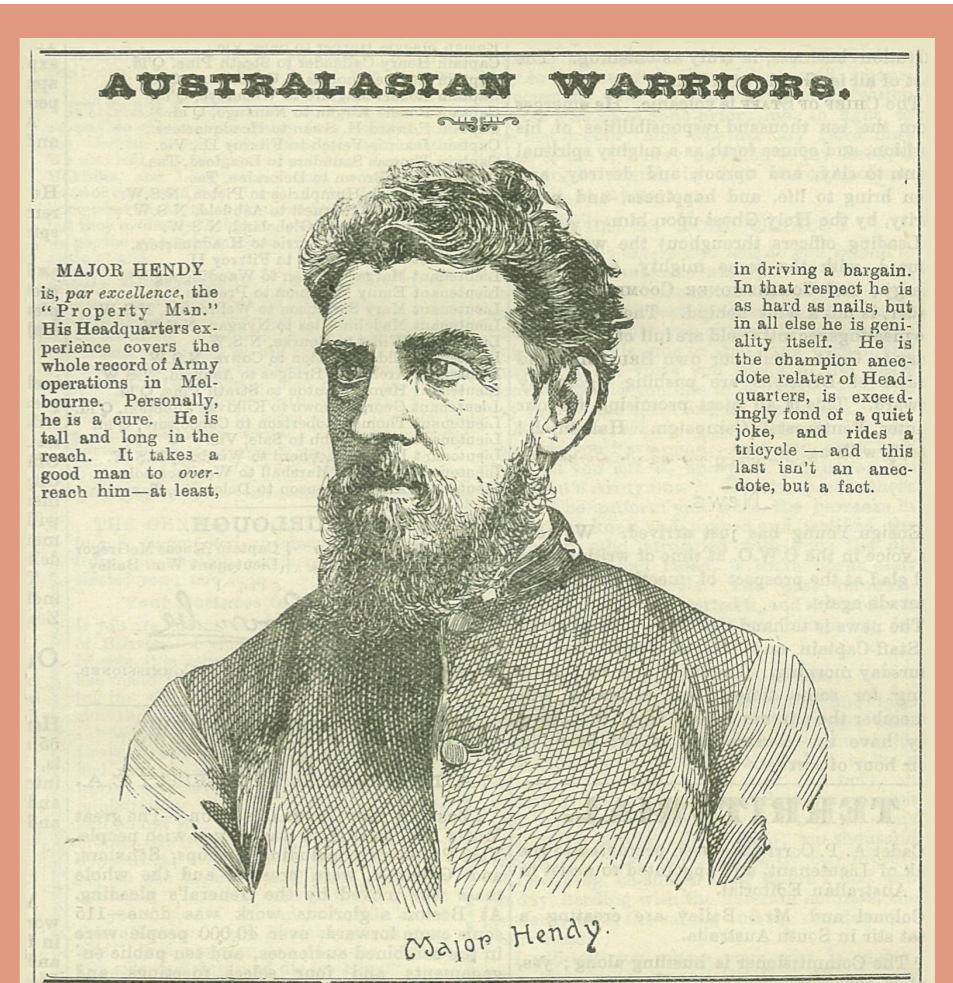 AUSTRALASIAN WARRIORS.
MAJOR HENDY
is, par excellence, the
"Property Man."
His Headquarters ex-
perience covers the
whole record of Army
operations in Mel-
bourne. Personally,
he is a cure. He is
tall and long in the
reach. It takes a
good man to over-
reach him—at least,
in driving a bargain.
In that respect he is
as hard as nails, but
in all else he is geni-
ality itself. He is
the champion anec-
dote relater of Head-
quarters, is exceed-
ingly fond of a quiet
joke, and rides a
tricycle — and this
last isn't an anec-
dote, but a fact.
S
Major Hendy.